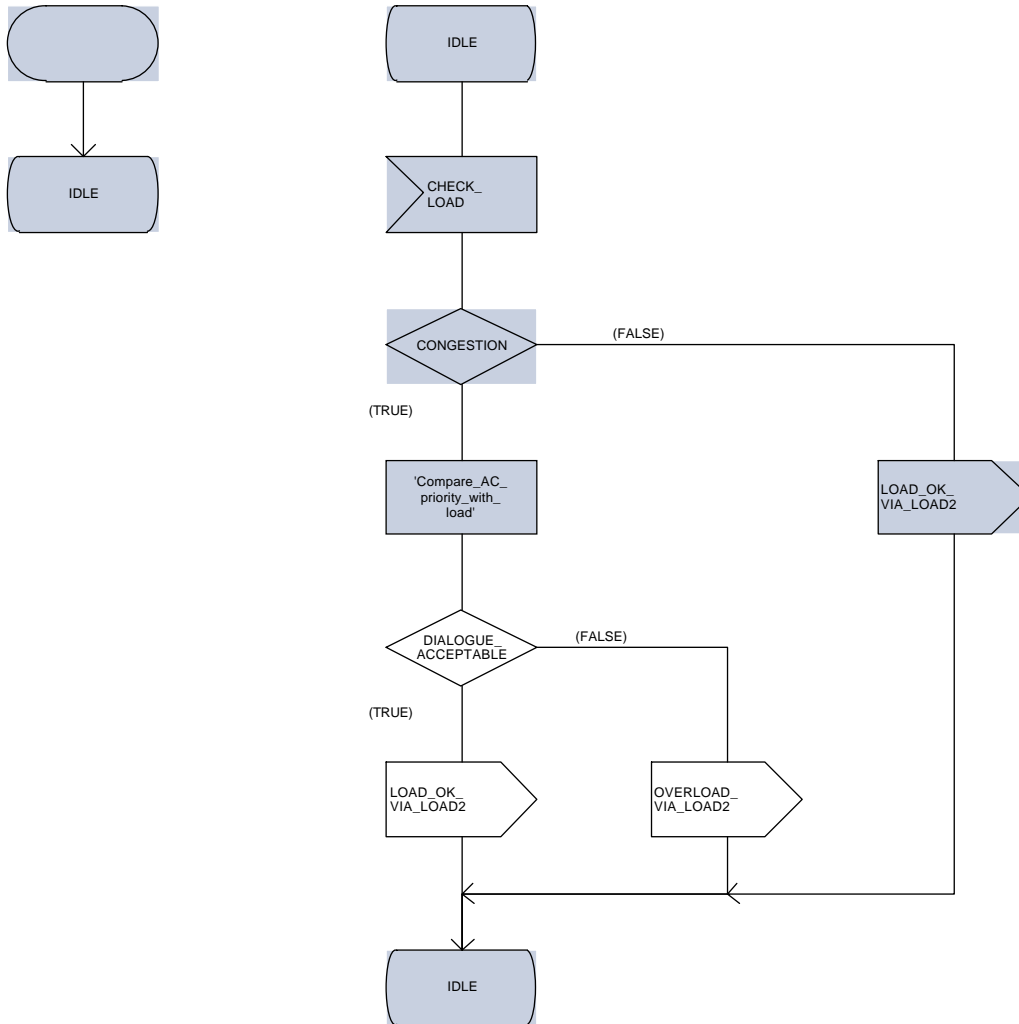 IDLE
IDLE
CHECK_
LOAD
CONGESTION
(FALSE)
(TRUE)
'Compare_AC_
priority_with_
load'
LOAD_OK_
VIA_LOAD2
DIALOGUE_
ACCEPTABLE
(FALSE)
(TRUE)
LOAD_OK_
VIA_LOAD2
OVERLOAD_
VIA_LOAD2
IDLE